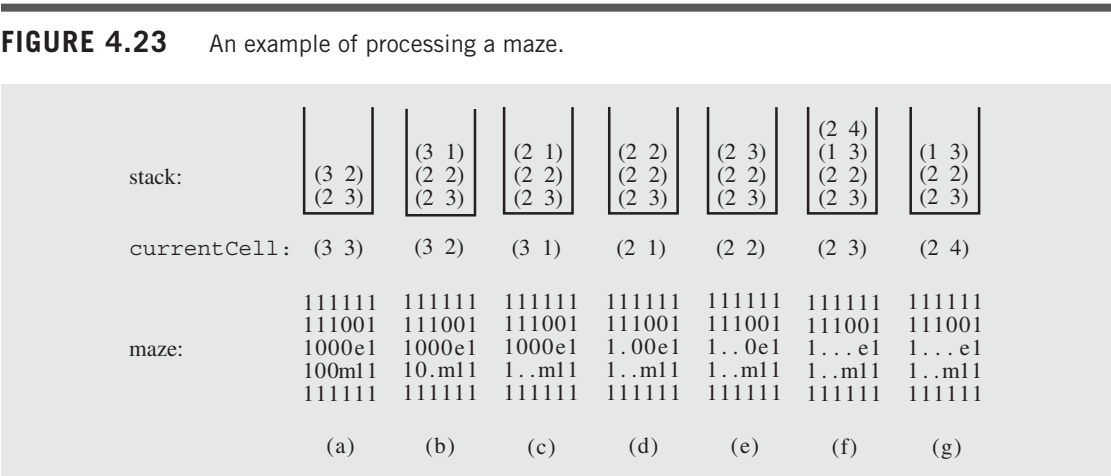 FIGURE 4.23 An example of processing a maze.
(2 4)
(3 1) (2 1) (2 2) (2 3) (1 3) (1 3)
stack: (3 2) (2 2) (2 2) (2 2) (2 2) (2 2) (2 2)
(2 3) (2 3) (2 3) (2 3) (2 3) (2 3) (2 3)
currentCell: (3 3) (3 2) (3 1) (2 1) (2 2) (2 3) (2 4)
111111 111111 111111 111111 111111 111111 111111
111001 111001 111001 111001 111001 111001 111001
maze: 1000e1 1000e1 1000e1 1.00e1 1..0e1 1...e1 1...e1
100m11 10.m11 1..m11 1..m11 1..m11 1..m11 1..m11
111111 111111 111111 111111 111111 111111 111111
(a) (b) (c) (d) (e) (f) (g)